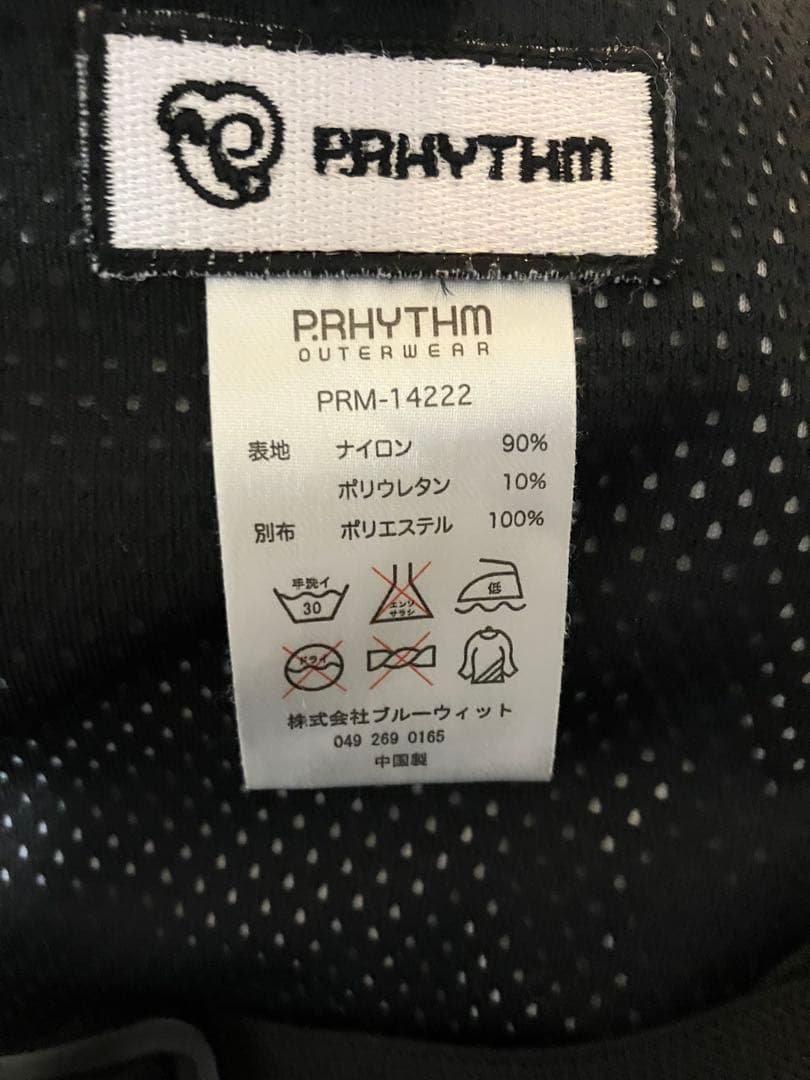 P.RHYTHM
P.RHYTHM
OUTERWEAR
PRM-14222
表地 ナイロン 90%
ポリウレタン 10%
別布 ポリエステル 100%
手洗イ
30
エンソ
サラシ
低
ドライ
株式会社ブルーウィット
049 269 0165
中国製